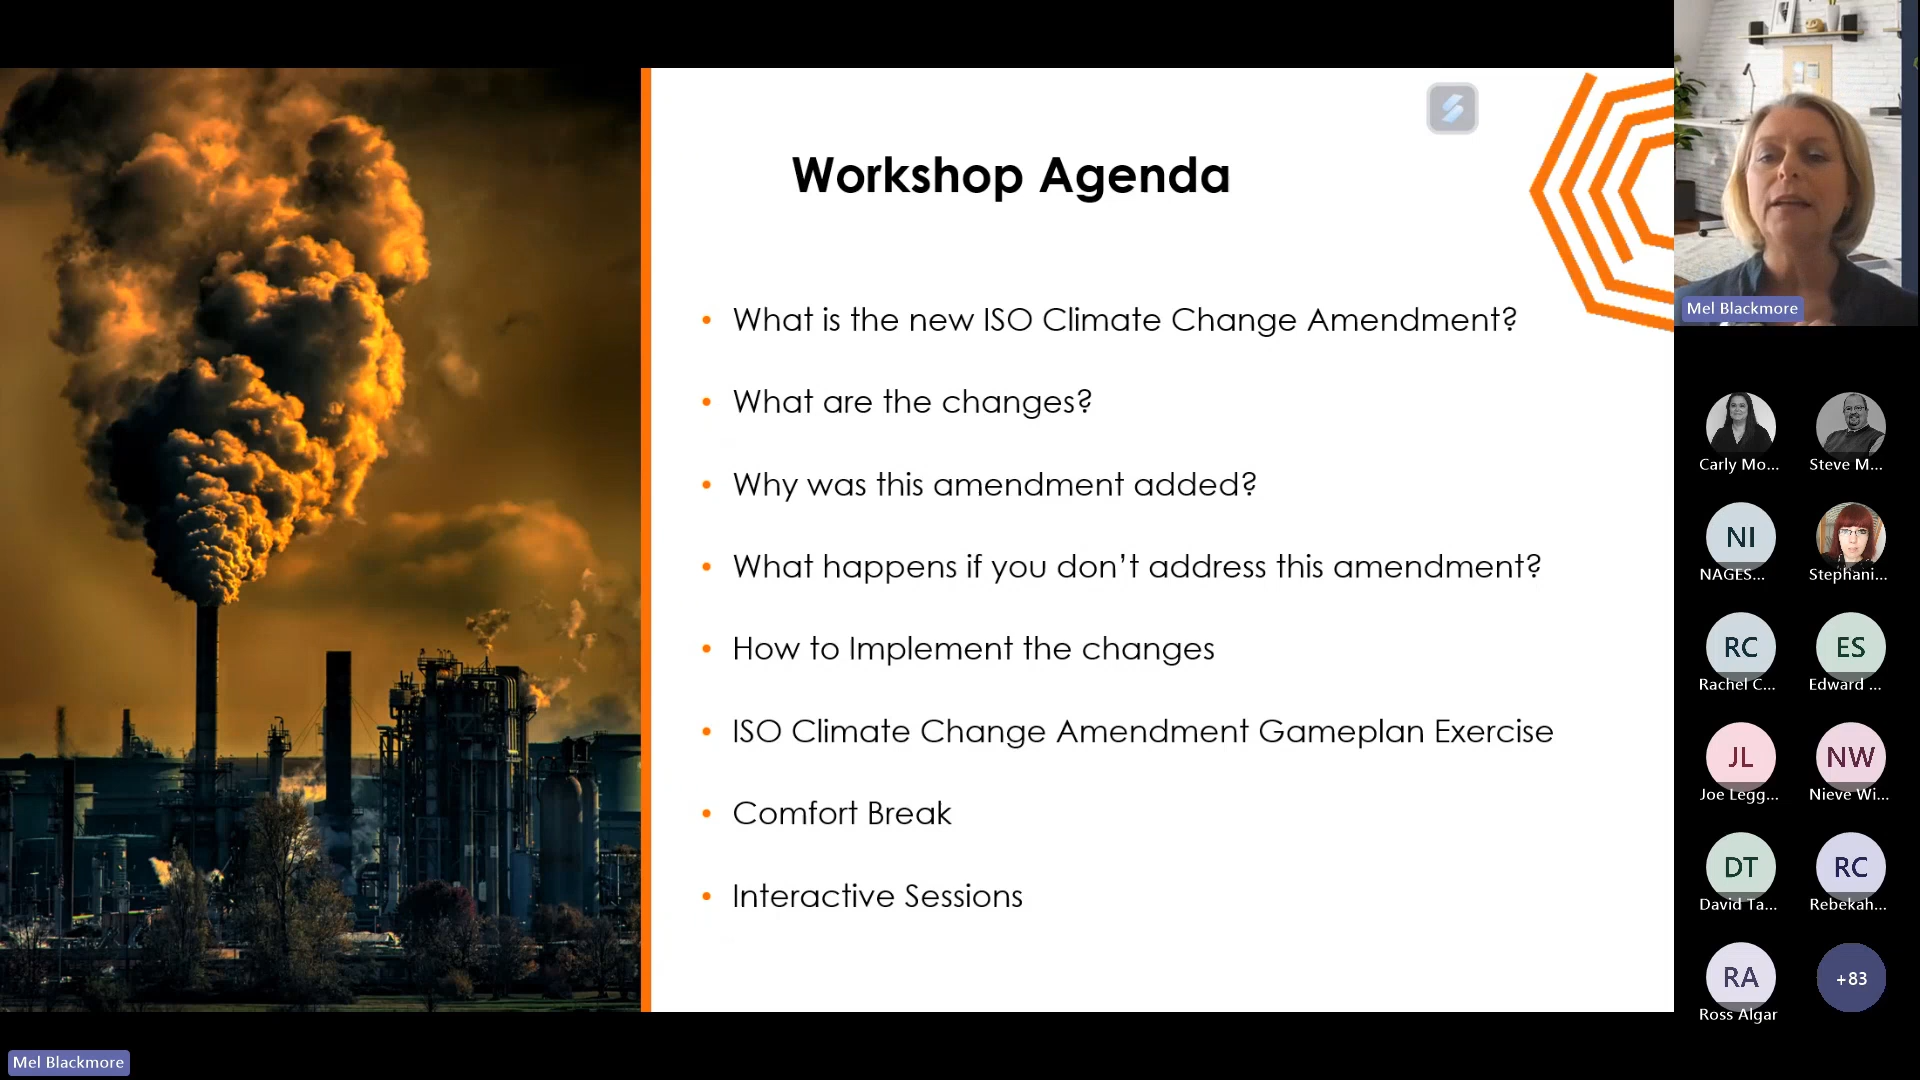 Workshop Agenda
• What is the new ISO Climate Change Amendment?
• What are the changes?
• Why was this amendment added?
• What happens if you don’t address this amendment?
• How to Implement the changes
• ISO Climate Change Amendment Gameplan Exercise
• Comfort Break
• Interactive Sessions
Mel Blackmore
Carly Mo...
Steve M...
NI
NAGES...
Stephani...
RC
Rachel C...
ES
Edward ...
JL
Joe Legg...
NW
Nieve Wi...
DT
David Ta...
RC
Rebekah...
RA
Ross Algar
+83
Mel Blackmore